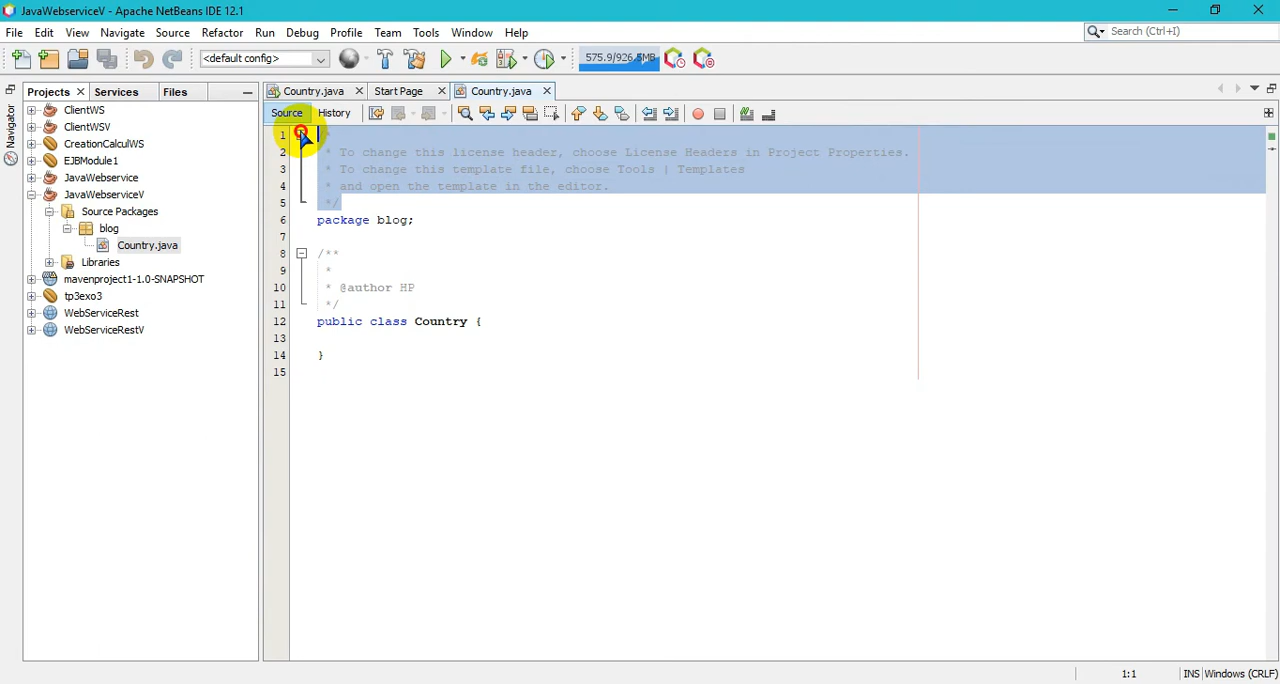 JavaWebserviceV - Apache NetBeans IDE 12.1
File Edit View Navigate Source Refactor Run Debug Profile Team Tools Window Help
Search (Ctrl+I)
<default config>
575.9/926.5MB
Projects Services Files
Navigator
Country.java Start Page Country.java
Source History
ClientWS
ClientWSV
CreationCalculWS
EJBModule1
JavaWebservice
JavaWebserviceV
Source Packages
blog
Country.java
Libraries
mavenproject1-1.0-SNAPSHOT
tp3exo3
WebServiceRest
WebServiceRestV
1
2 * To change this license header, choose License Headers in Project Properties.
3 * To change this template file, choose Tools | Templates
4 * and open the template in the editor.
5 */
6 package blog;
7
8 /**
9 *
10 * @author HP
11 */
12 public class Country {
13
14 }
15
1:1 INS Windows (CRLF)